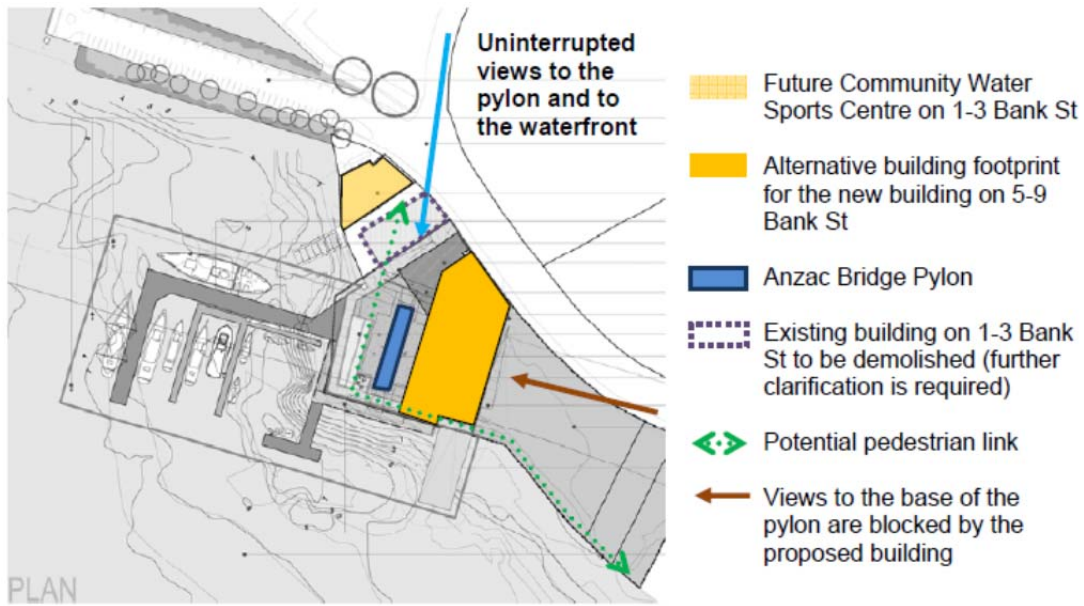 Uninterrupted
views to the
pylon and to
the waterfront
Future Community Water
Sports Centre on 1-3 Bank St
Alternative building footprint
for the new building on 5-9
Bank St
Anzac Bridge Pylon
Existing building on 1-3 Bank
St to be demolished (further
clarification is required)
Potential pedestrian link
Views to the base of the
pylon are blocked by the
proposed building
PLAN